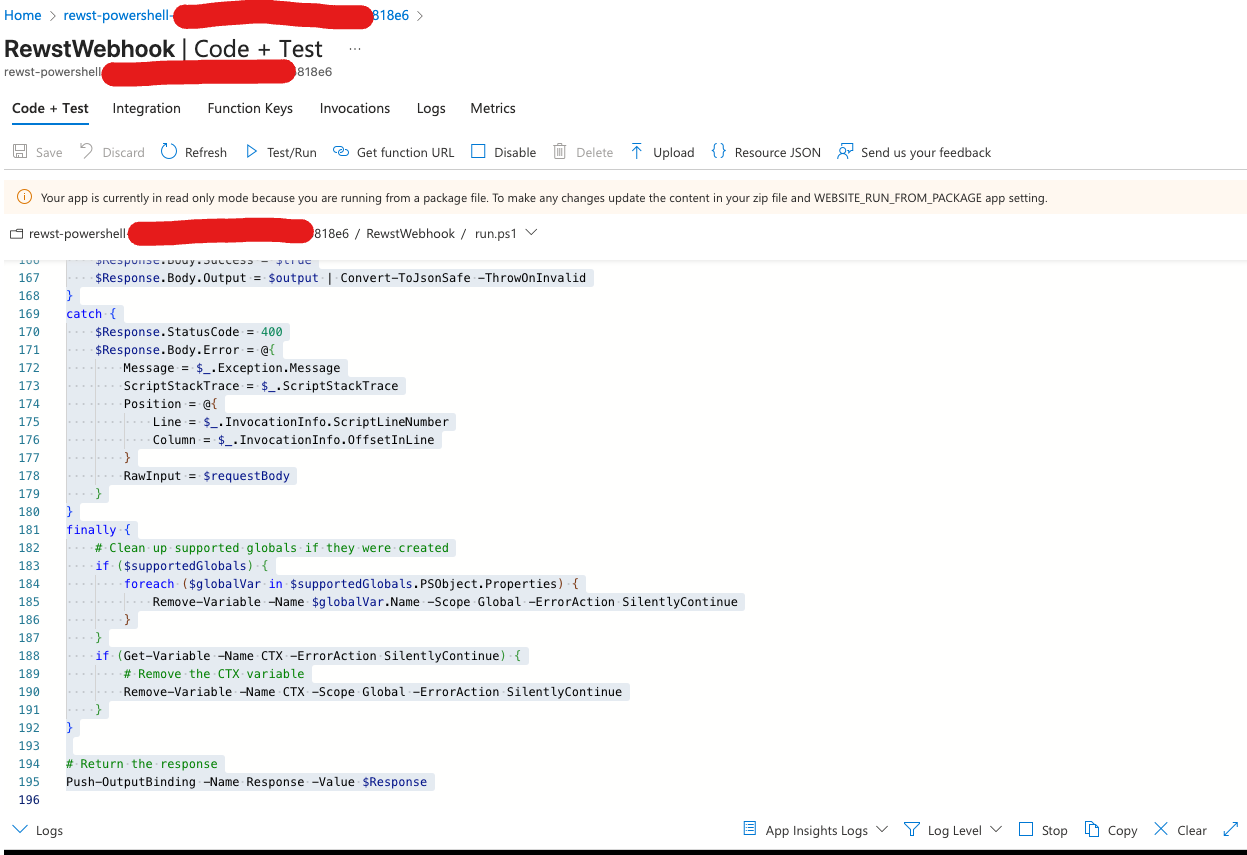 Home > rewst-powershell- 818e6 >
RewstWebhook | Code + Test ...
rewst-powershell 818e6
Code + Test Integration Function Keys Invocations Logs Metrics
Save Discard Refresh Test/Run Get function URL Disable Delete Upload Resource JSON Send us your feedback
Your app is currently in read only mode because you are running from a package file. To make any changes update the content in your zip file and WEBSITE_RUN_FROM_PACKAGE app setting.
rewst-powershell- 818e6 / RewstWebhook / run.ps1
166 $Response.Body.Success = $true
167 $Response.Body.Output = $output | Convert-ToJsonSafe -ThrowOnInvalid
168 }
169 catch {
170 $Response.StatusCode = 400
171 $Response.Body.Error = @{
172 Message = $_.Exception.Message
173 ScriptStackTrace = $_.ScriptStackTrace
174 Position = @{
175 Line = $_.InvocationInfo.ScriptLineNumber
176 Column = $_.InvocationInfo.OffsetInLine
177 }
178 RawInput = $requestBody
179 }
180 }
181 finally {
182 # Clean up supported globals if they were created
183 if ($supportedGlobals) {
184 foreach ($globalVar in $supportedGlobals.PSObject.Properties) {
185 Remove-Variable -Name $globalVar.Name -Scope Global -ErrorAction SilentlyContinue
186 }
187 }
188 if (Get-Variable -Name CTX -ErrorAction SilentlyContinue) {
189 # Remove the CTX variable
190 Remove-Variable -Name CTX -Scope Global -ErrorAction SilentlyContinue
191 }
192 }
193
194 # Return the response
195 Push-OutputBinding -Name Response -Value $Response
196
Logs App Insights Logs Log Level Stop Copy Clear